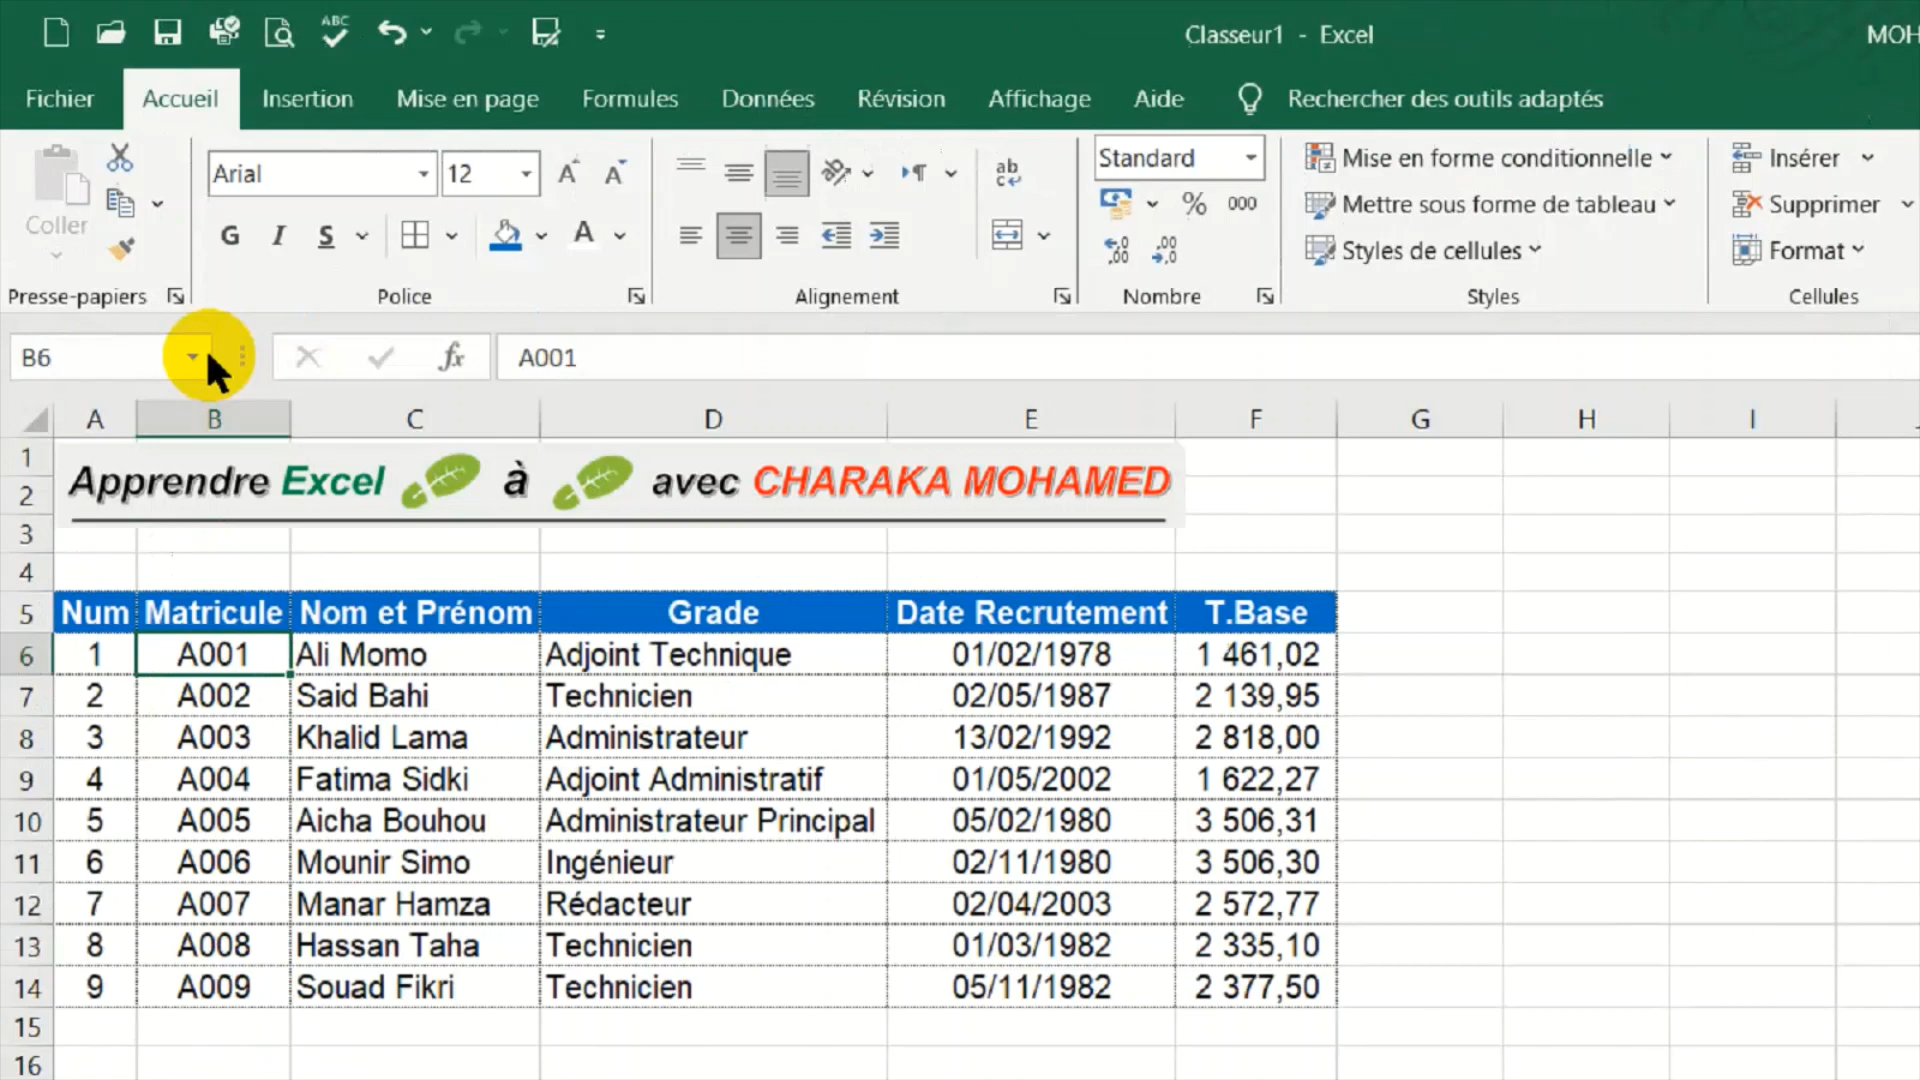 ABC
Classeur1 - Excel
MOH
Fichier Accueil Insertion Mise en page Formules Données Révision Affichage Aide Rechercher des outils adaptés
Coller
Presse-papiers
Arial 12 A A
G I S A
Police
ab
c
Alignement
Standard
% 000
,00
,00
Nombre
Mise en forme conditionnelle
Mettre sous forme de tableau
Styles de cellules
Styles
Insérer
Supprimer
Format
Cellules
B6 fx A001
A B C D E F G H I
1
2
3
4
5
6
7
8
9
10
11
12
13
14
15
16
Apprendre Excel à avec CHARAKA MOHAMED
Num Matricule Nom et Prénom Grade Date Recrutement T.Base
1 A001 Ali Momo Adjoint Technique 01/02/1978 1 461,02
2 A002 Said Bahi Technicien 02/05/1987 2 139,95
3 A003 Khalid Lama Administrateur 13/02/1992 2 818,00
4 A004 Fatima Sidki Adjoint Administratif 01/05/2002 1 622,27
5 A005 Aicha Bouhou Administrateur Principal 05/02/1980 3 506,31
6 A006 Mounir Simo Ingénieur 02/11/1980 3 506,30
7 A007 Manar Hamza Rédacteur 02/04/2003 2 572,77
8 A008 Hassan Taha Technicien 01/03/1982 2 335,10
9 A009 Souad Fikri Technicien 05/11/1982 2 377,50